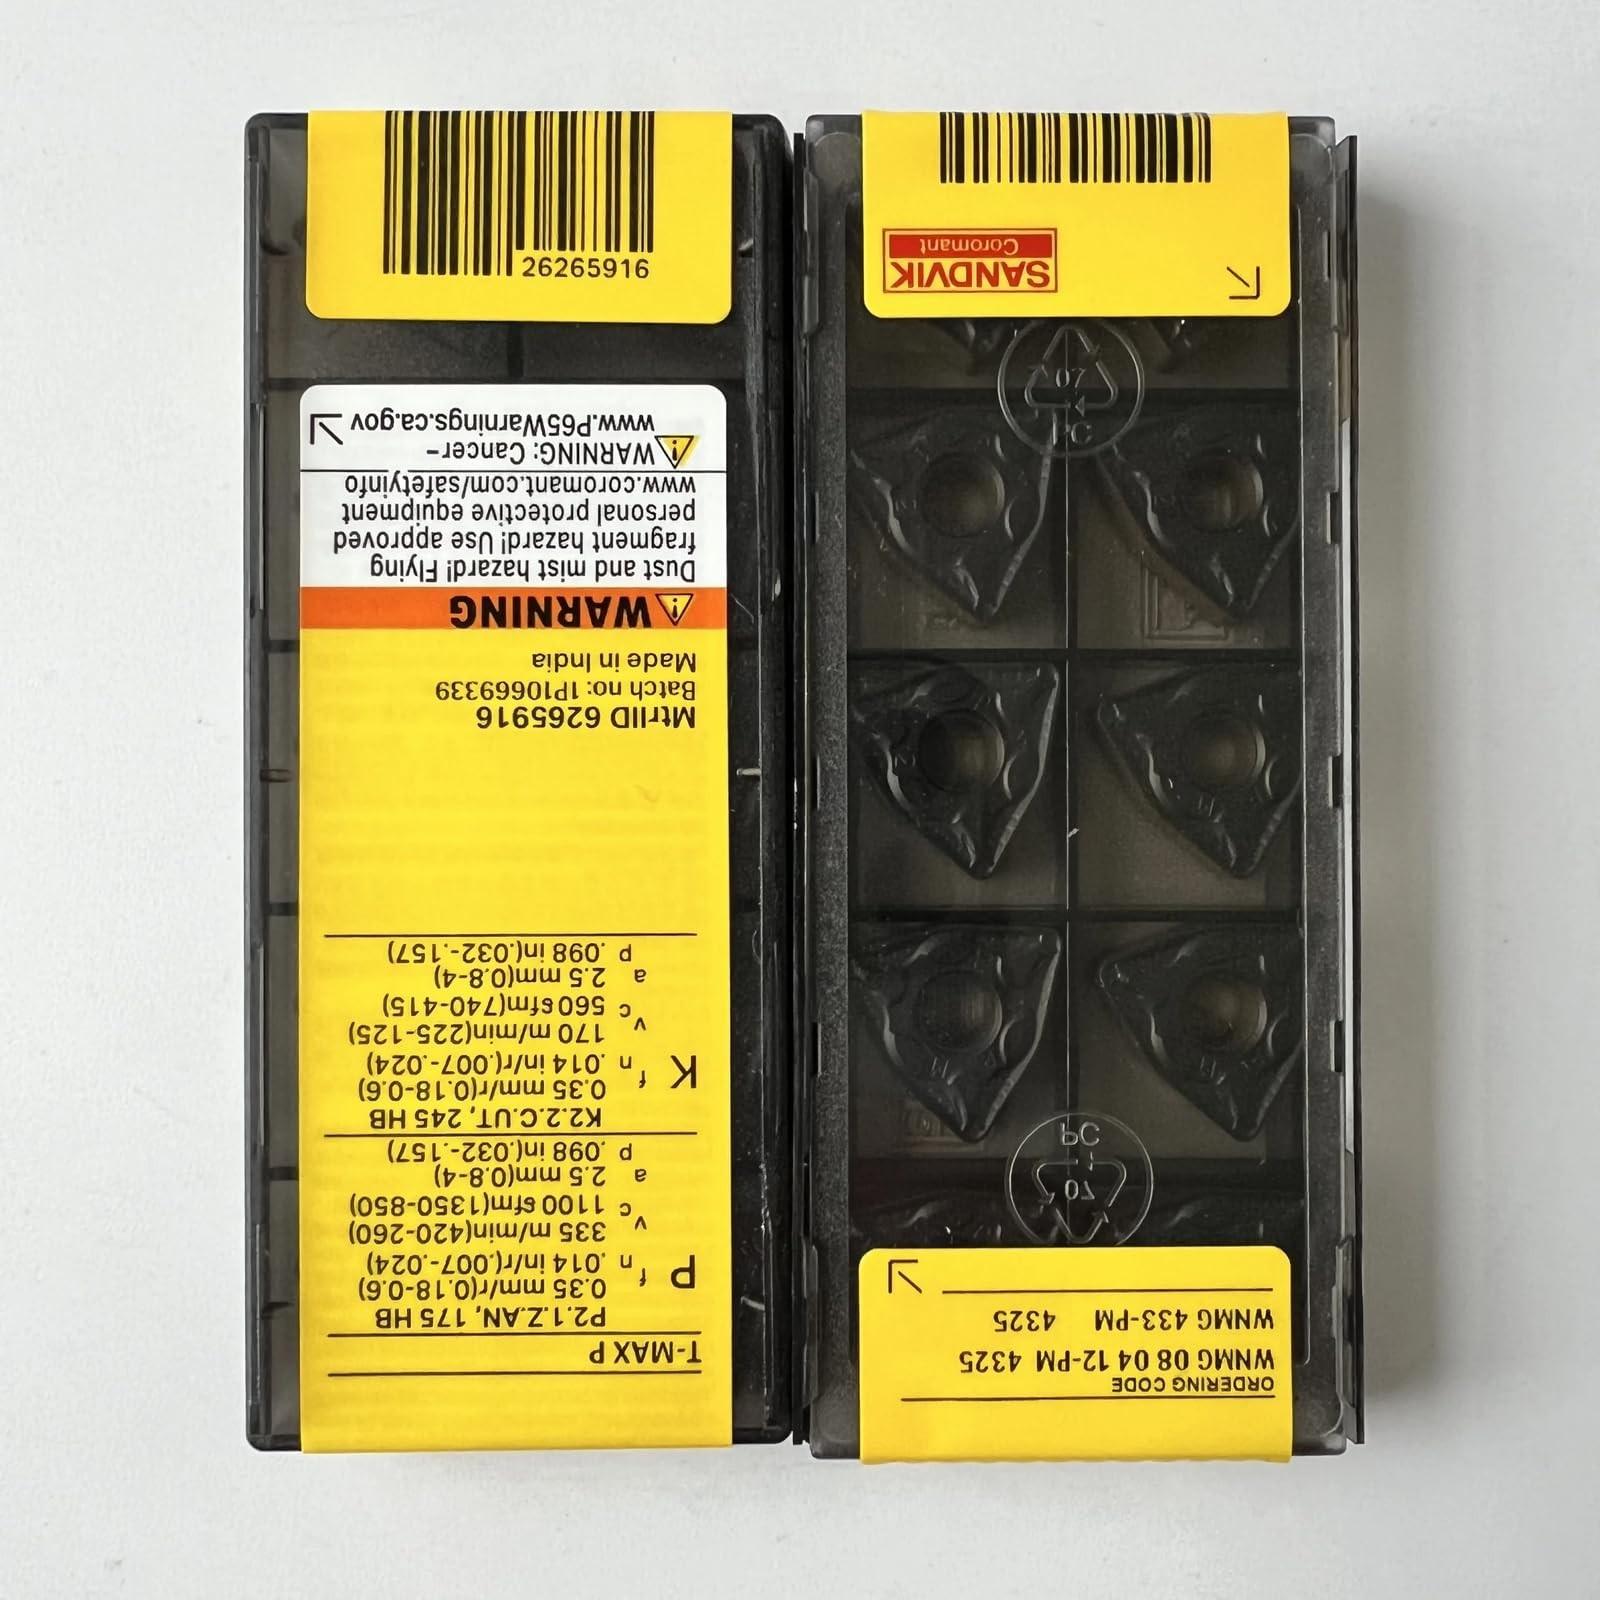 T-MAX P
P2.1.Z.AN, 175 HB
P
f n 0.35 mm/r(0.18-0.6)
.014 in/r(.007-.024)
v c 335 m/min(420-260)
1100 sfm(1350-850)
a p 2.5 mm(0.8-4)
.098 in(.032-.157)
K2.2.C.UT, 245 HB
K
f n 0.35 mm/r(0.18-0.6)
.014 in/r(.007-.024)
v c 170 m/min(225-125)
560 sfm(740-415)
a p 2.5 mm(0.8-4)
.098 in(.032-.157)
MtrlID 6265916
Batch no: 1P10669339
Made in India
WARNING
Dust and mist hazard! Flying
fragment hazard! Use approved
personal protective equipment
www.coromant.com/safetyinfo
WARNING: Cancer-
www.P65Warnings.ca.gov
26265916
ORDERING CODE
WNMG 08 04 12-PM 4325
WNMG 433-PM 4325
07
PC
07
PC
SANDVIK
Coromant